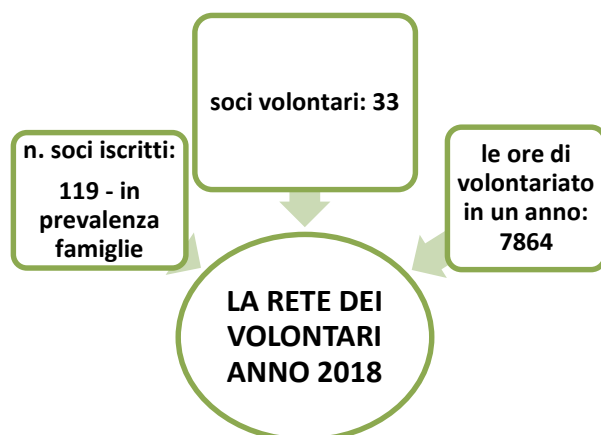 soci volontari: 33
n. soci iscritti:
119 - in
prevalenza
famiglie
le ore di
volontariato
in un anno:
7864
LA RETE DEI
VOLONTARI
ANNO 2018